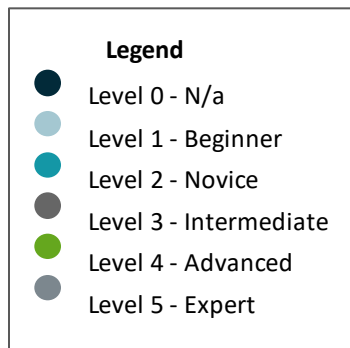 Legend
Level 0 - N/a
Level 1 - Beginner
Level 2 - Novice
Level 3 - Intermediate
Level 4 - Advanced
Level 5 - Expert